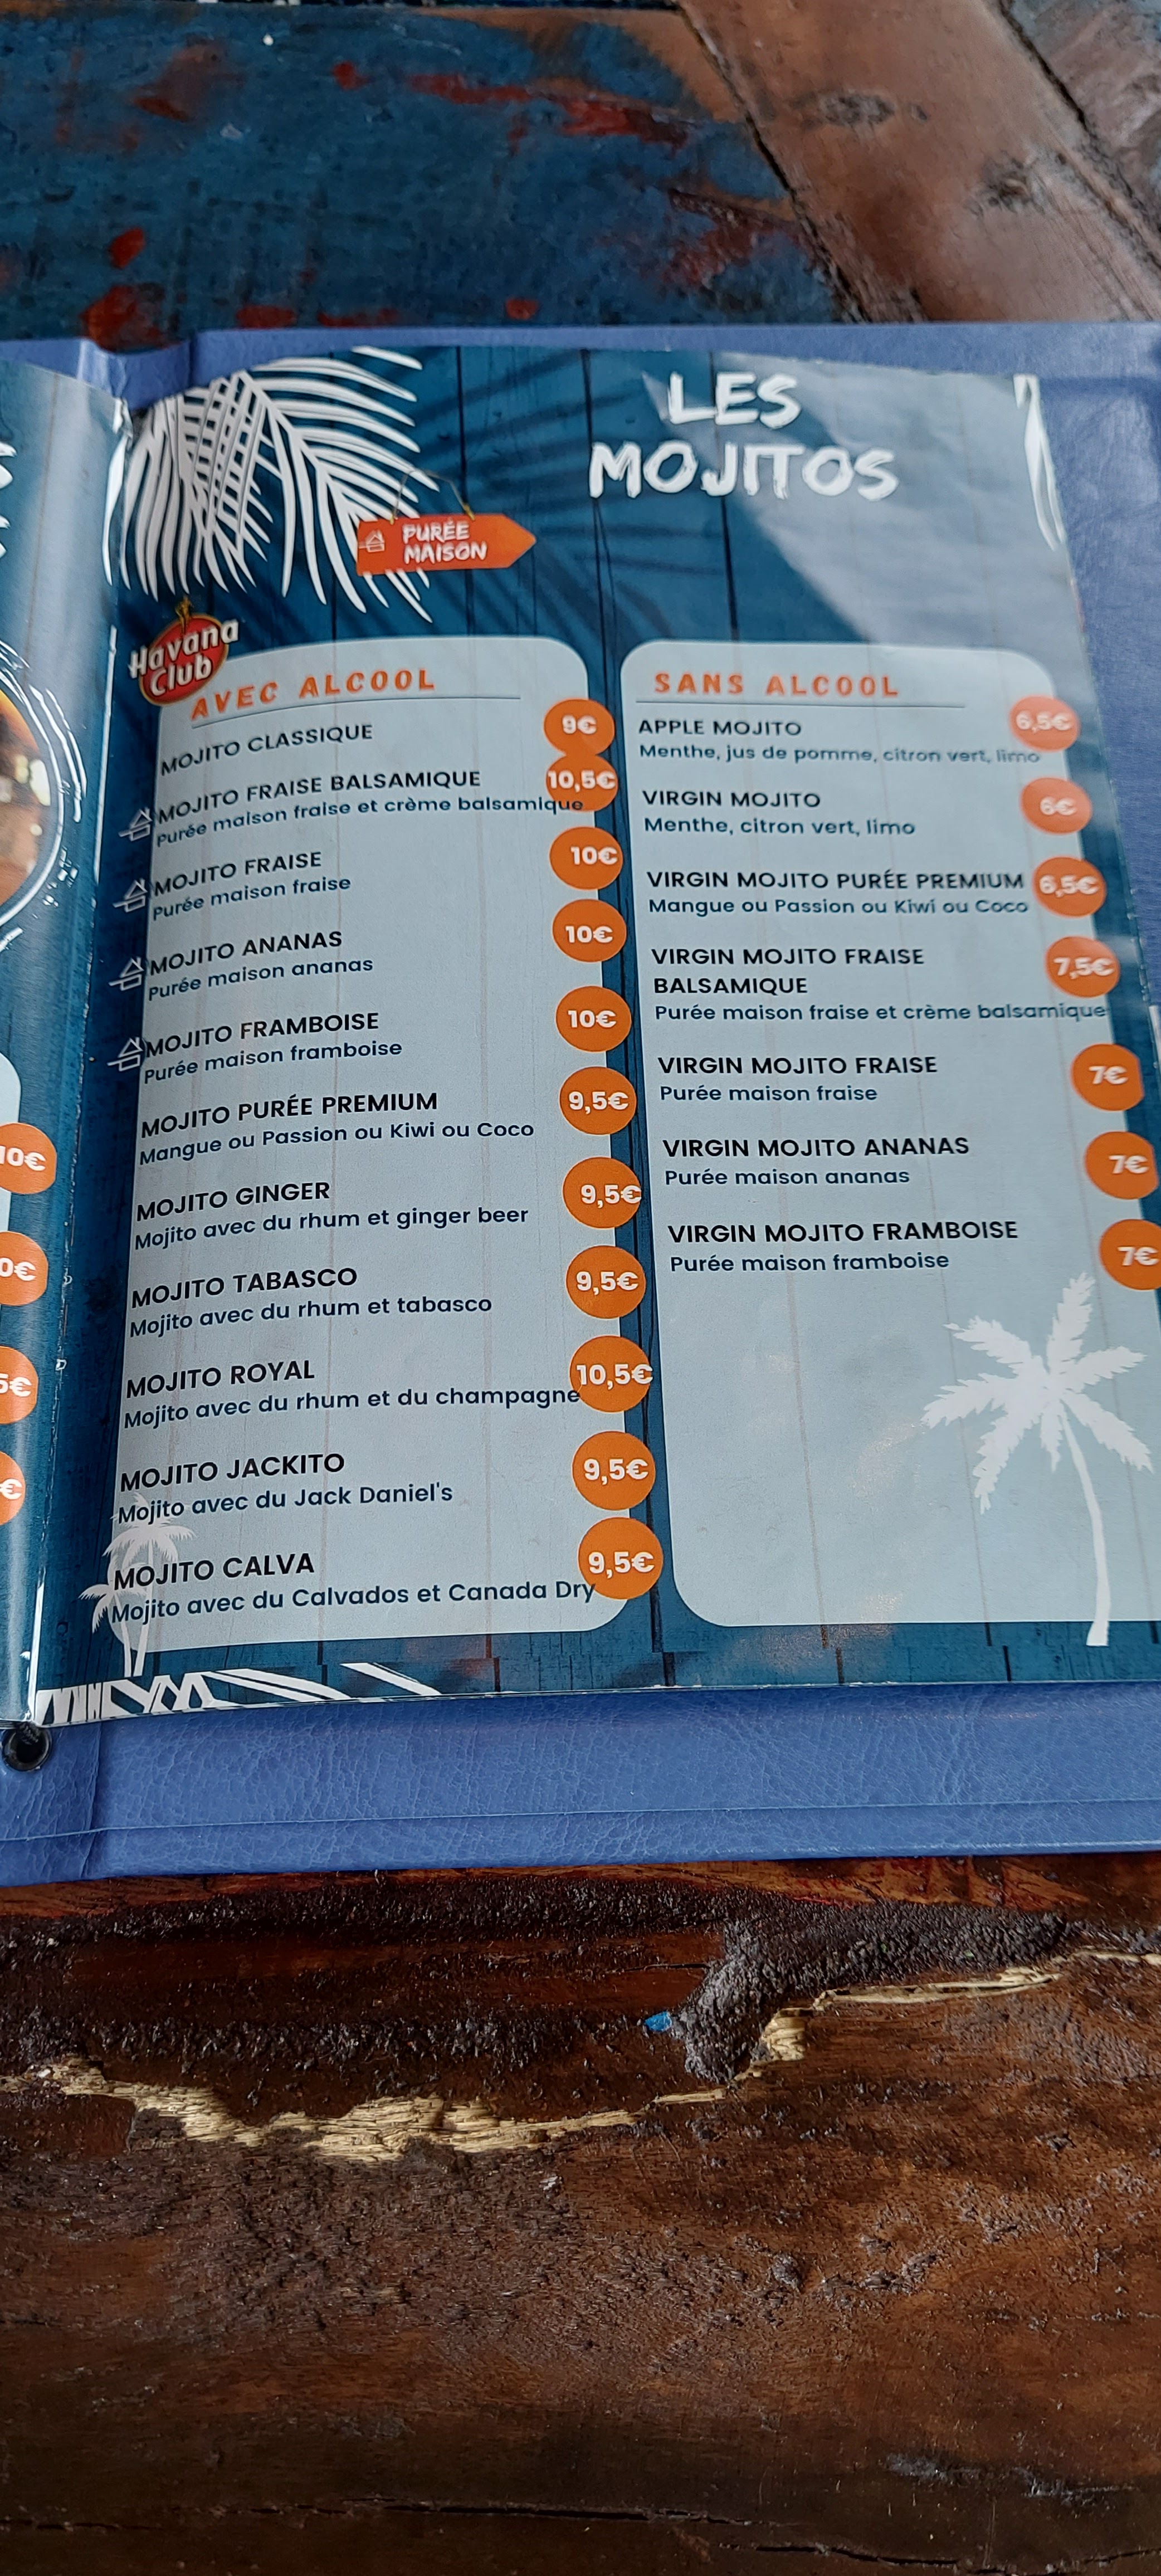 LES
MOJITOS
PURÉE
MAISON
Havana
Club
AVEC ALCOOL
MOJITO CLASSIQUE 9€
MOJITO FRAISE BALSAMIQUE 10,5€
Purée maison fraise et crème balsamique
MOJITO FRAISE 10€
Purée maison fraise
MOJITO ANANAS 10€
Purée maison ananas
MOJITO FRAMBOISE 10€
Purée maison framboise
MOJITO PURÉE PREMIUM 9,5€
Mangue ou Passion ou Kiwi ou Coco
MOJITO GINGER 9,5€
Mojito avec du rhum et ginger beer
MOJITO TABASCO 9,5€
Mojito avec du rhum et tabasco
MOJITO ROYAL 10,5€
Mojito avec du rhum et du champagne
MOJITO JACKITO 9,5€
Mojito avec du Jack Daniel's
MOJITO CALVA 9,5€
Mojito avec du Calvados et Canada Dry
SANS ALCOOL
APPLE MOJITO 6,5€
Menthe, jus de pomme, citron vert, limo
VIRGIN MOJITO 6€
Menthe, citron vert, limo
VIRGIN MOJITO PURÉE PREMIUM 6,5€
Mangue ou Passion ou Kiwi ou Coco
VIRGIN MOJITO FRAISE 7,5€
BALSAMIQUE
Purée maison fraise et crème balsamique
VIRGIN MOJITO FRAISE 7€
Purée maison fraise
VIRGIN MOJITO ANANAS 7€
Purée maison ananas
VIRGIN MOJITO FRAMBOISE 7€
Purée maison framboise
10€
0€
5€
€